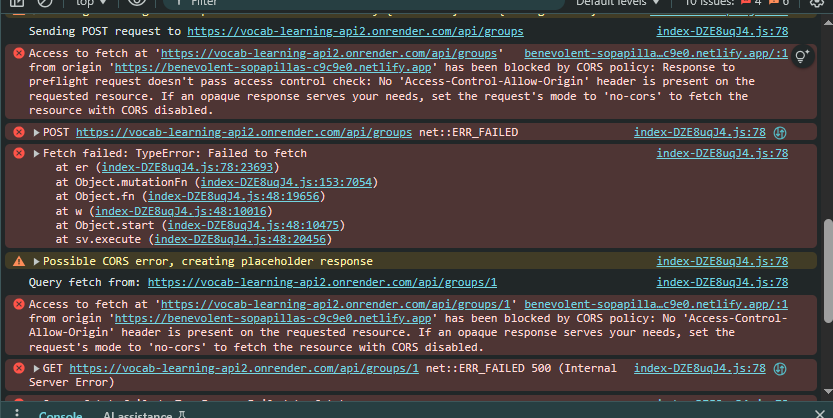 top
Filter
Default levels
10 Issues: 4 6
Sending POST request to https://vocab-learning-api2.onrender.com/api/groups index-DZE8uqJ4.js:78
Access to fetch at 'https://vocab-learning-api2.onrender.com/api/groups' benevolent-sopapilla…c9e0.netlify.app/:1
from origin 'https://benevolent-sopapillas-c9c9e0.netlify.app' has been blocked by CORS policy: Response to
preflight request doesn't pass access control check: No 'Access-Control-Allow-Origin' header is present on the
requested resource. If an opaque response serves your needs, set the request's mode to 'no-cors' to fetch the
resource with CORS disabled.
POST https://vocab-learning-api2.onrender.com/api/groups net::ERR_FAILED index-DZE8uqJ4.js:78
Fetch failed: TypeError: Failed to fetch index-DZE8uqJ4.js:78
at er (index-DZE8uqJ4.js:78:23693)
at Object.mutationFn (index-DZE8uqJ4.js:153:7054)
at Object.fn (index-DZE8uqJ4.js:48:19656)
at w (index-DZE8uqJ4.js:48:10016)
at Object.start (index-DZE8uqJ4.js:48:10475)
at sv.execute (index-DZE8uqJ4.js:48:20456)
Possible CORS error, creating placeholder response index-DZE8uqJ4.js:78
Query fetch from: https://vocab-learning-api2.onrender.com/api/groups/1 index-DZE8uqJ4.js:78
Access to fetch at 'https://vocab-learning-api2.onrender.com/api/groups/1' benevolent-sopapilla…c9e0.netlify.app/:1
from origin 'https://benevolent-sopapillas-c9c9e0.netlify.app' has been blocked by CORS policy: No 'Access-Control-
Allow-Origin' header is present on the requested resource. If an opaque response serves your needs, set the
request's mode to 'no-cors' to fetch the resource with CORS disabled.
GET https://vocab-learning-api2.onrender.com/api/groups/1 net::ERR_FAILED 500 (Internal index-DZE8uqJ4.js:78
Server Error)
Console AI assistance